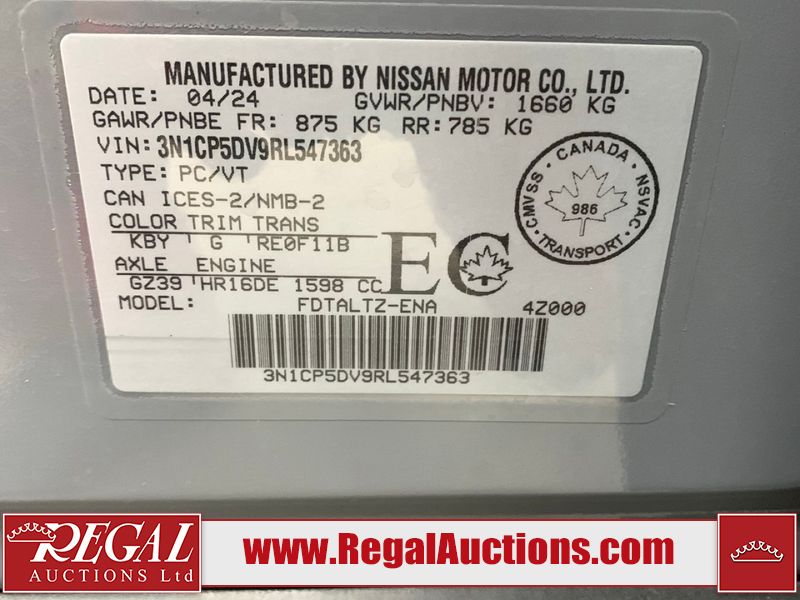 MANUFACTURED BY NISSAN MOTOR CO., LTD.
DATE: 04/24 GVWR/PNBV: 1660 KG
GAWR/PNBE FR: 875 KG RR: 785 KG
VIN: 3N1CP5DV9RL547363
TYPE: PC/VT
CAN ICES-2/NMB-2
COLOR TRIM TRANS
KBY G RE0F11B
AXLE ENGINE
GZ39 HR16DE 1598 CC
EC
MODEL: FDTALTZ-ENA 4Z000
3N1CP5DV9RL547363
CANADA
CMVSS NSVAC
986
TRANSPORT
REGAL
AUCTIONS Ltd
www.RegalAuctions.com